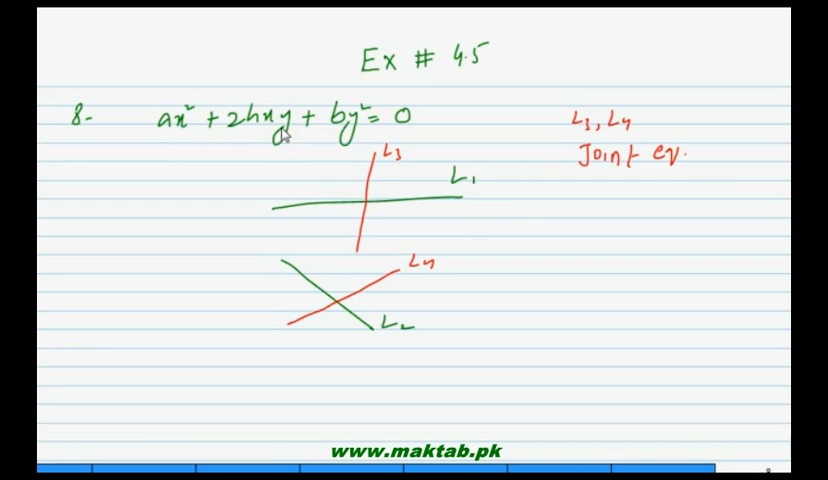 Ex # 4.5
8- ax² + 2hxy + by² = 0
L₃, L₄
Joint eq.
L₃
L₁
L₄
L₂
www.maktab.pk